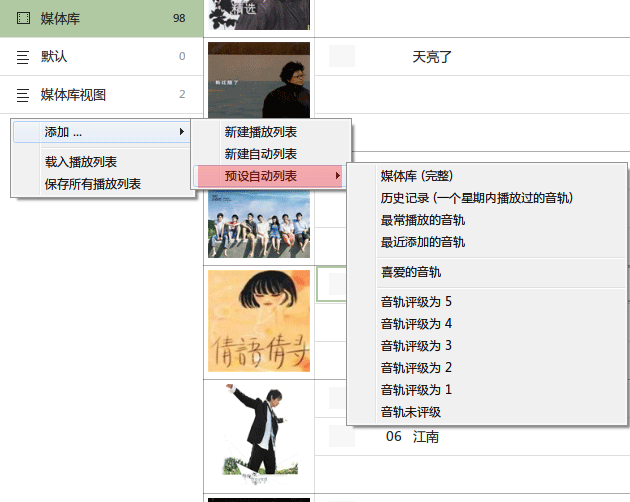 媒体库 98
默认 0
媒体库视图 2
添加 ...
载入播放列表
保存所有播放列表
新建播放列表
新建自动列表
预设自动列表
媒体库 (完整)
历史记录 (一个星期内播放过的音轨)
最常播放的音轨
最近添加的音轨
喜爱的音轨
音轨评级为 5
音轨评级为 4
音轨评级为 3
音轨评级为 2
音轨评级为 1
音轨未评级
精选
天亮了
倩語倩尋
06 江南